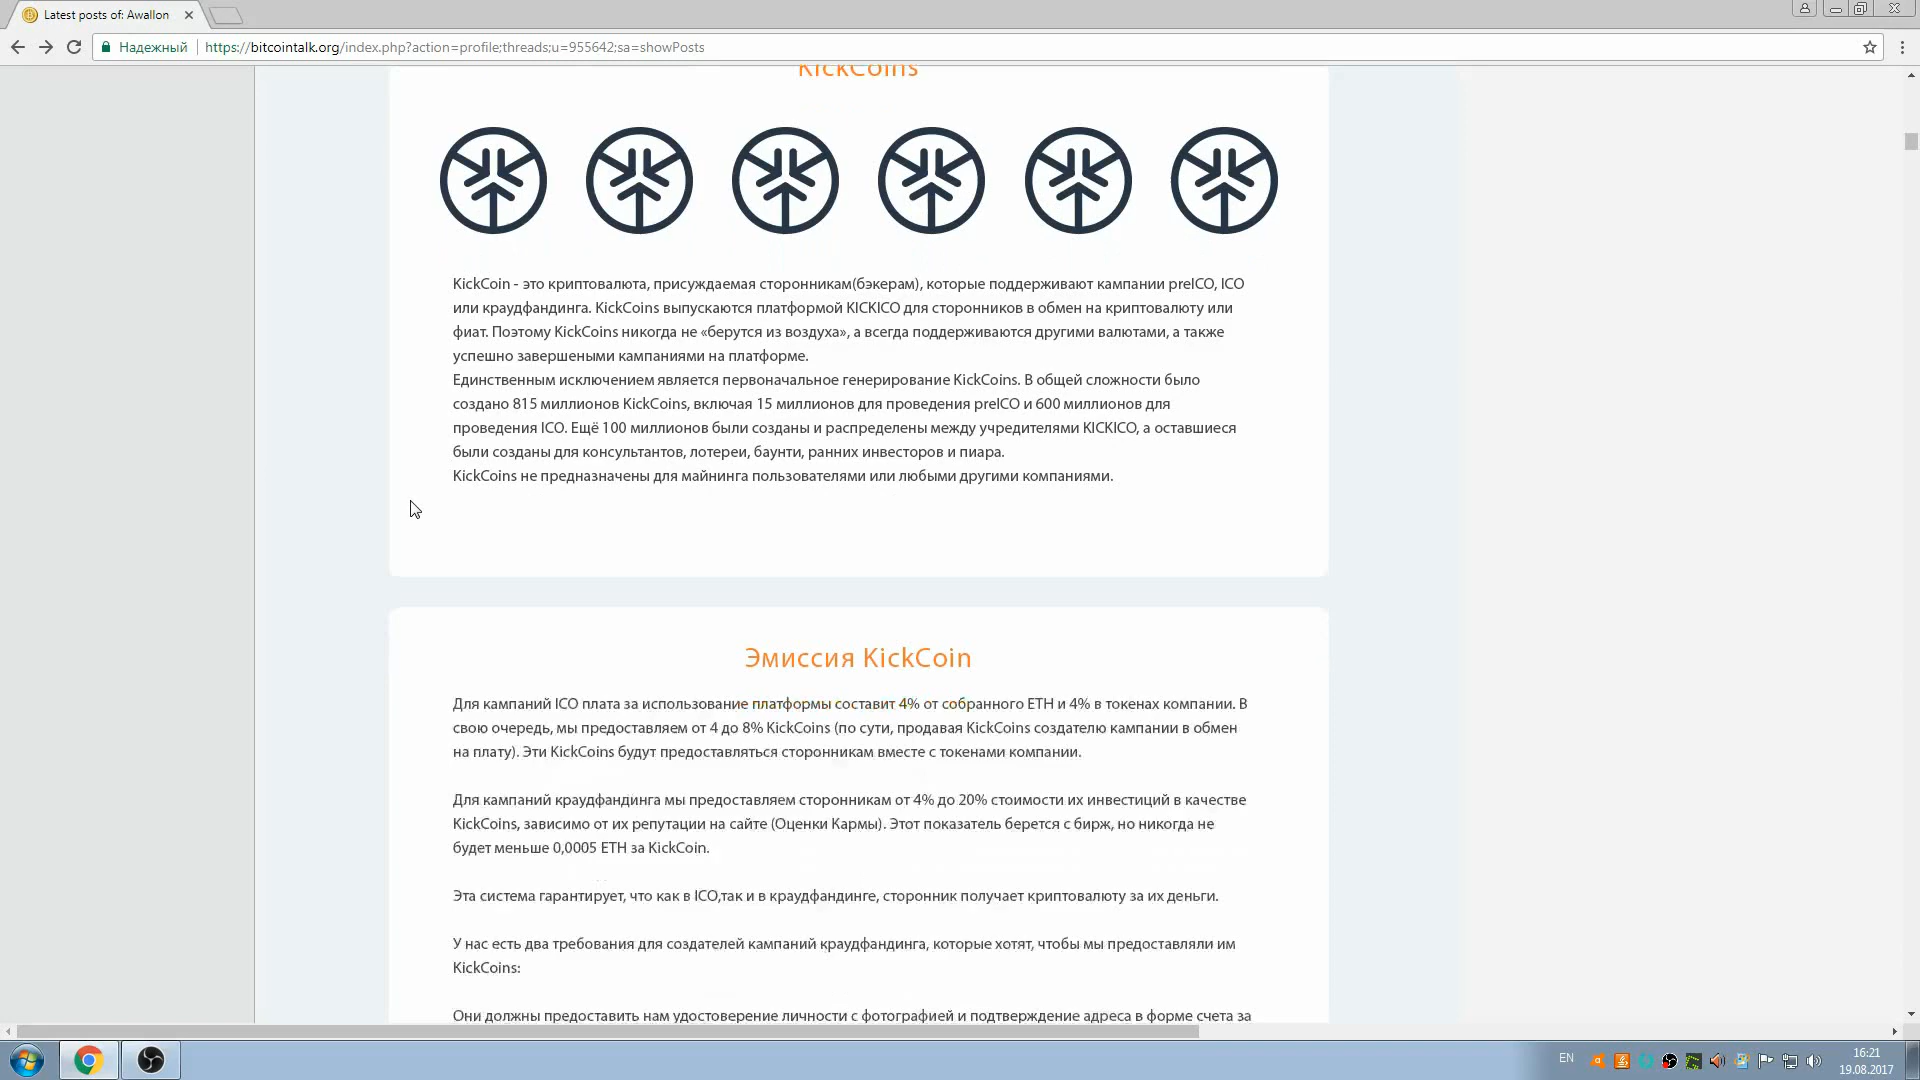 Latest posts of: Awallon
Надежный
https://bitcointalk.org/index.php?action=profile;threads;u=955642;sa=showPosts
KickCoins
KickCoin - это криптовалюта, присуждаемая сторонникам(бэкерам), которые поддерживают кампании preICO, ICO
или краудфандинга. KickCoins выпускаются платформой KICKICO для сторонников в обмен на криптовалюту или
фиат. Поэтому KickCoins никогда не «берутся из воздуха», а всегда поддерживаются другими валютами, а также
успешно завершеными кампаниями на платформе.
Единственным исключением является первоначальное генерирование KickCoins. В общей сложности было
создано 815 миллионов KickCoins, включая 15 миллионов для проведения preICO и 600 миллионов для
проведения ICO. Ещё 100 миллионов были созданы и распределены между учредителями KICKICO, а оставшиеся
были созданы для консультантов, лотереи, баунти, ранних инвесторов и пиара.
KickCoins не предназначены для майнинга пользователями или любыми другими компаниями.
Эмиссия KickCoin
Для кампаний ICO плата за использование платформы составит 4% от собранного ETH и 4% в токенах компании. В
свою очередь, мы предоставляем от 4 до 8% KickCoins (по сути, продавая KickCoins создателю кампании в обмен
на плату). Эти KickCoins будут предоставляться сторонникам вместе с токенами компании.
Для кампаний краудфандинга мы предоставляем сторонникам от 4% до 20% стоимости их инвестиций в качестве
KickCoins, зависимо от их репутации на сайте (Оценки Кармы). Этот показатель берется с бирж, но никогда не
будет меньше 0,0005 ETH за KickCoin.
Эта система гарантирует, что как в ICO,так и в краудфандинге, сторонник получает криптовалюту за их деньги.
У нас есть два требования для создателей кампаний краудфандинга, которые хотят, чтобы мы предоставляли им
KickCoins:
Они должны предоставить нам удостоверение личности с фотографией и подтверждение адреса в форме счета за
EN
16:21
19.08.2017